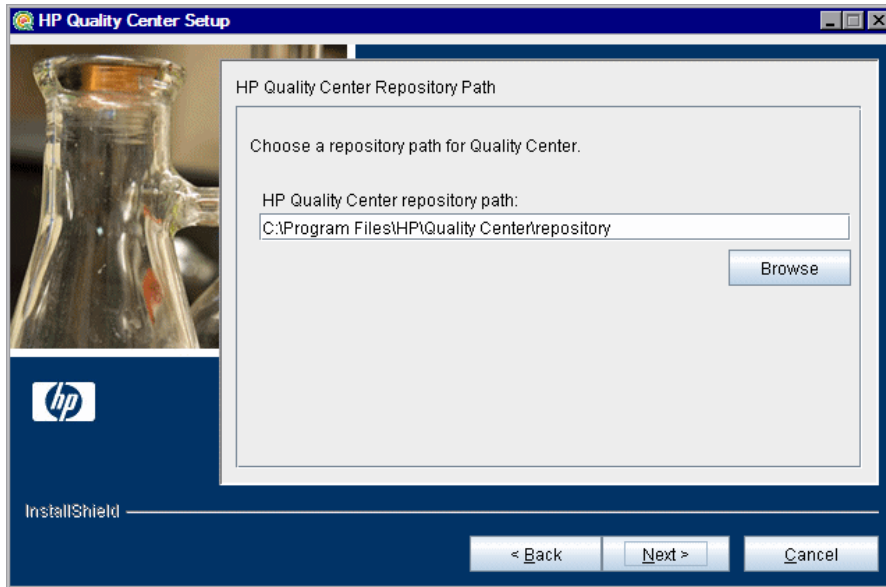 HP Quality Center Setup
HP Quality Center Repository Path
Choose a repository path for Quality Center.
HP Quality Center repository path:
C:\Program Files\HP\Quality Center\repository
Browse
hp
InstallShield
< Back
Next >
Cancel